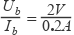 U_b / I_b = 2V / 0.2A